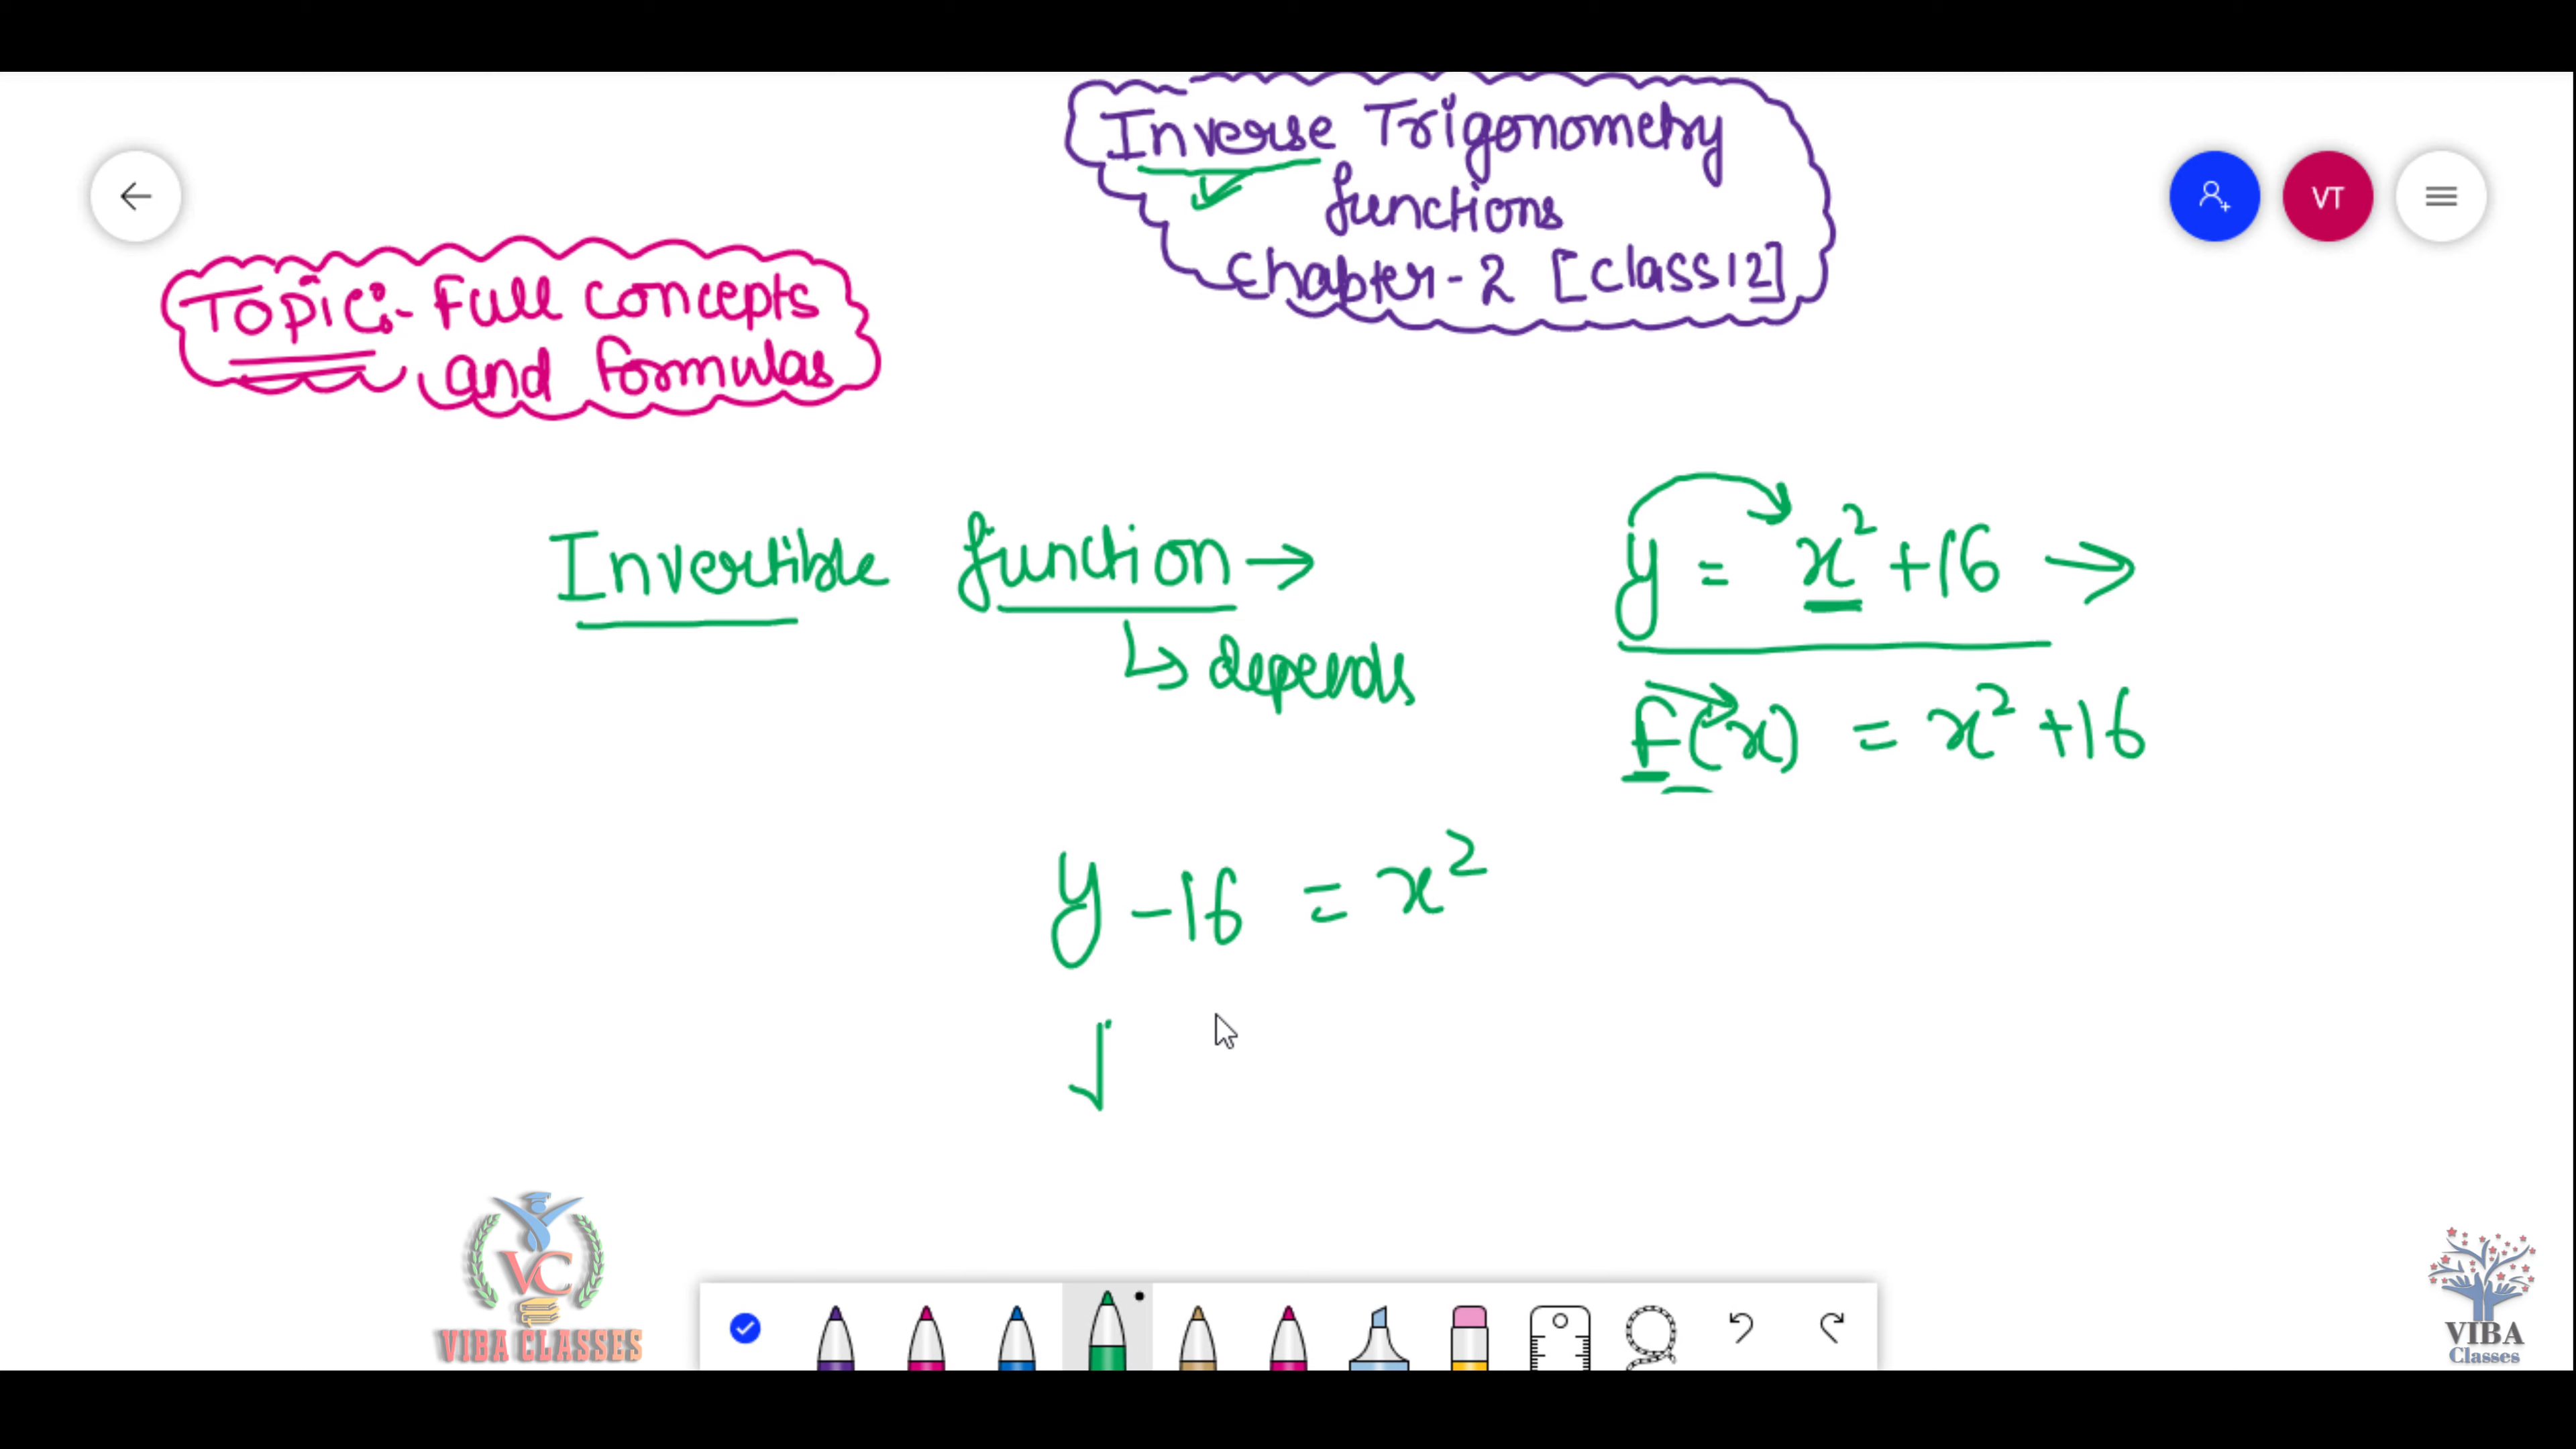 Inverse Trigonometry
functions
Chapter-2 [Class 12]
VT
Topic:- Full concepts
and formulas
Invertible function →
↳ depends
y = x² + 16 →
F(x) = x² + 16
y - 16 = x²
√
VC
VIBA CLASSES
VIBA
Classes